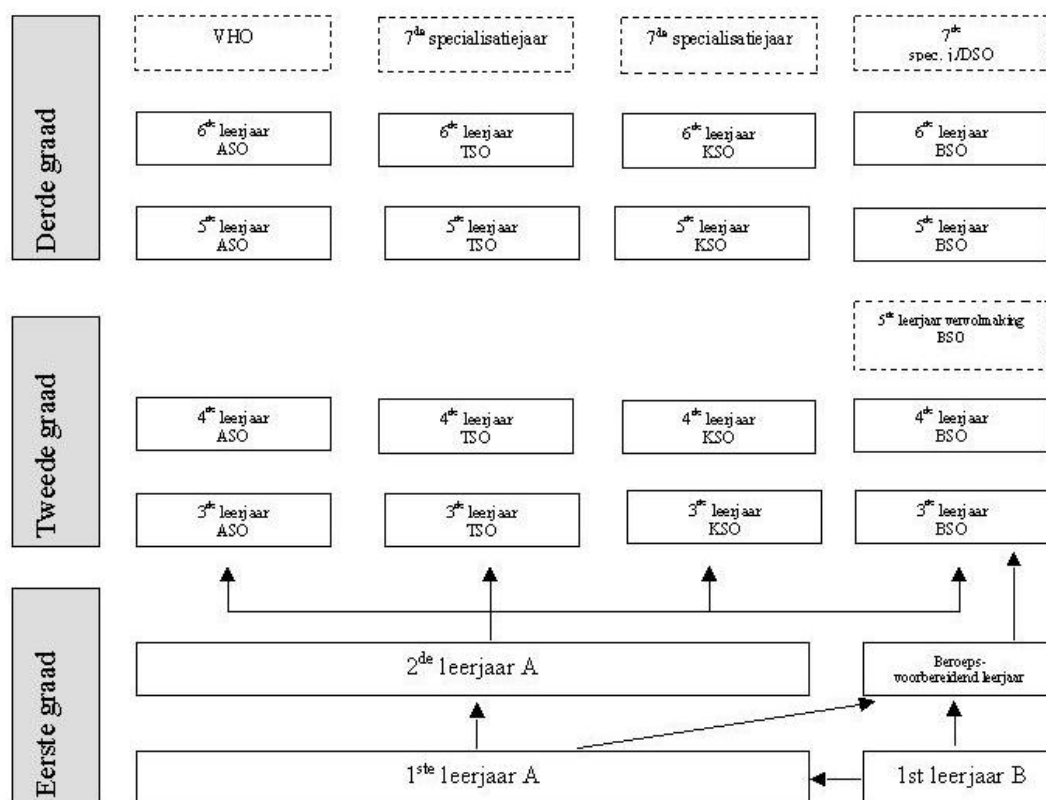 Derde graad
VHO
7de specialisatiejaar
7de specialisatiejaar
7de
spec. j/DSO
6de leerjaar
ASO
6de leerjaar
TSO
6de leerjaar
KSO
6de leerjaar
BSO
5de leerjaar
ASO
5de leerjaar
TSO
5de leerjaar
KSO
5de leerjaar
BSO
Tweede graad
5de leerjaar vervolmaking
BSO
4de leerjaar
ASO
4de leerjaar
TSO
4de leerjaar
KSO
4de leerjaar
BSO
3de leerjaar
ASO
3de leerjaar
TSO
3de leerjaar
KSO
3de leerjaar
BSO
Eerste graad
2de leerjaar A
Beroeps-
voorbereidend leerjaar
1ste leerjaar A
1st leerjaar B